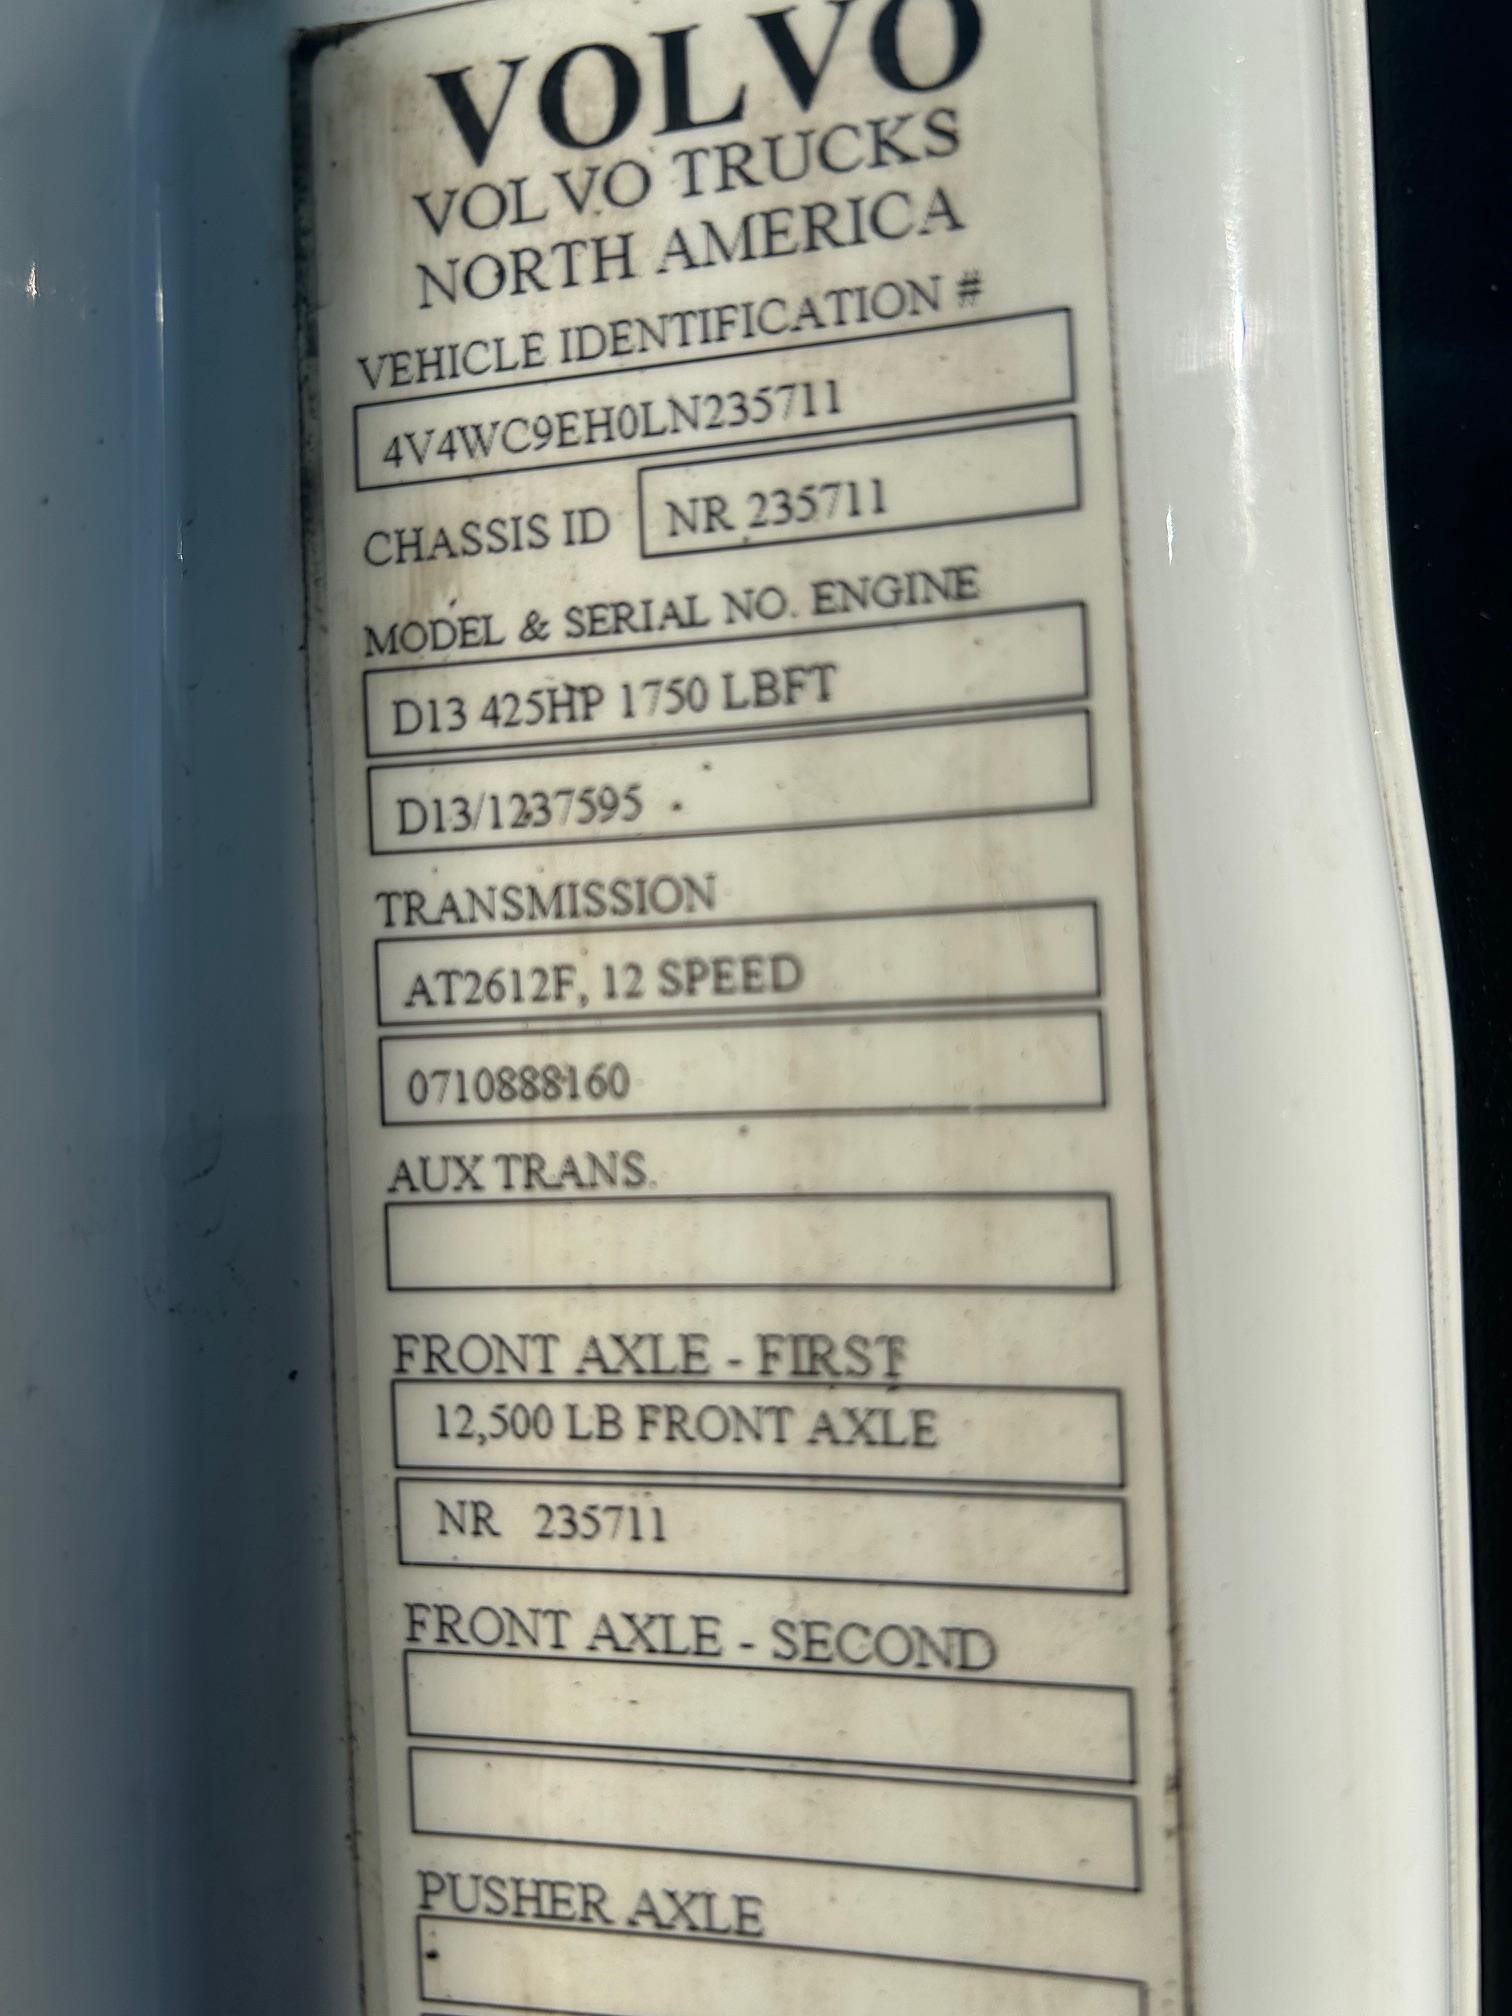 VOLVO
VOLVO TRUCKS
NORTH AMERICA
VEHICLE IDENTIFICATION #
4V4WC9EH0LN235711
CHASSIS ID NR 235711
MODEL & SERIAL NO. ENGINE
D13 425HP 1750 LBFT
D13/1237595
TRANSMISSION
AT2612F, 12 SPEED
0710888160
AUX TRANS.
FRONT AXLE - FIRST
12,500 LB FRONT AXLE
NR 235711
FRONT AXLE - SECOND
PUSHER AXLE